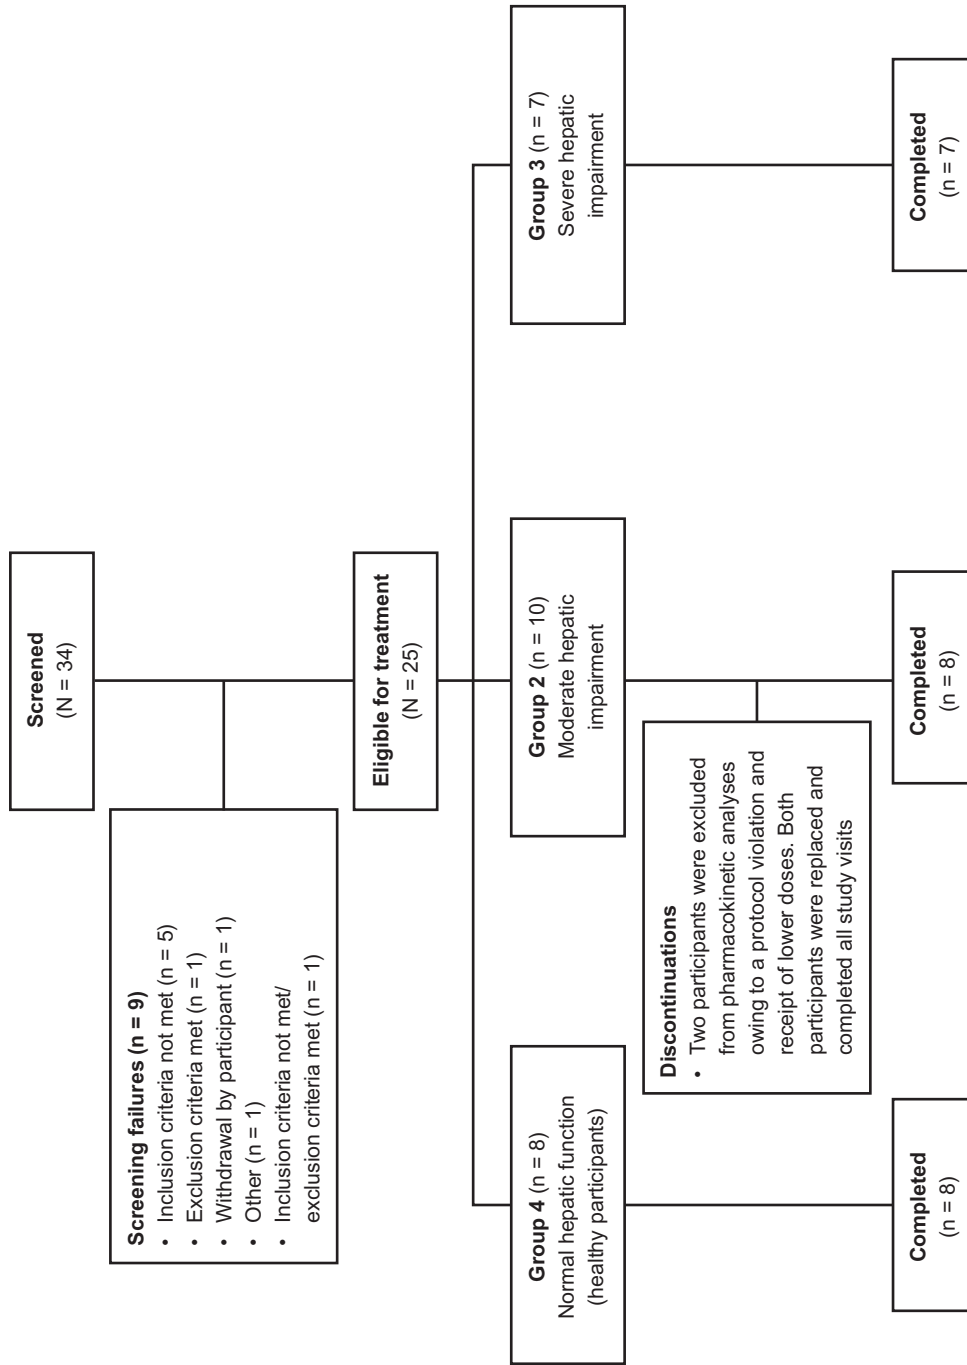 Screened
(N = 34)
Screening failures (n = 9)
• Inclusion criteria not met (n = 5)
• Exclusion criteria met (n = 1)
• Withdrawal by participant (n = 1)
• Other (n = 1)
• Inclusion criteria not met/
exclusion criteria met (n = 1)
Eligible for treatment
(N = 25)
Group 4 (n = 8)
Normal hepatic function
(healthy participants)
Group 2 (n = 10)
Moderate hepatic
impairment
Group 3 (n = 7)
Severe hepatic
impairment
Discontinuations
• Two participants were excluded
from pharmacokinetic analyses
owing to a protocol violation and
receipt of lower doses. Both
participants were replaced and
completed all study visits
Completed
(n = 8)
Completed
(n = 8)
Completed
(n = 7)